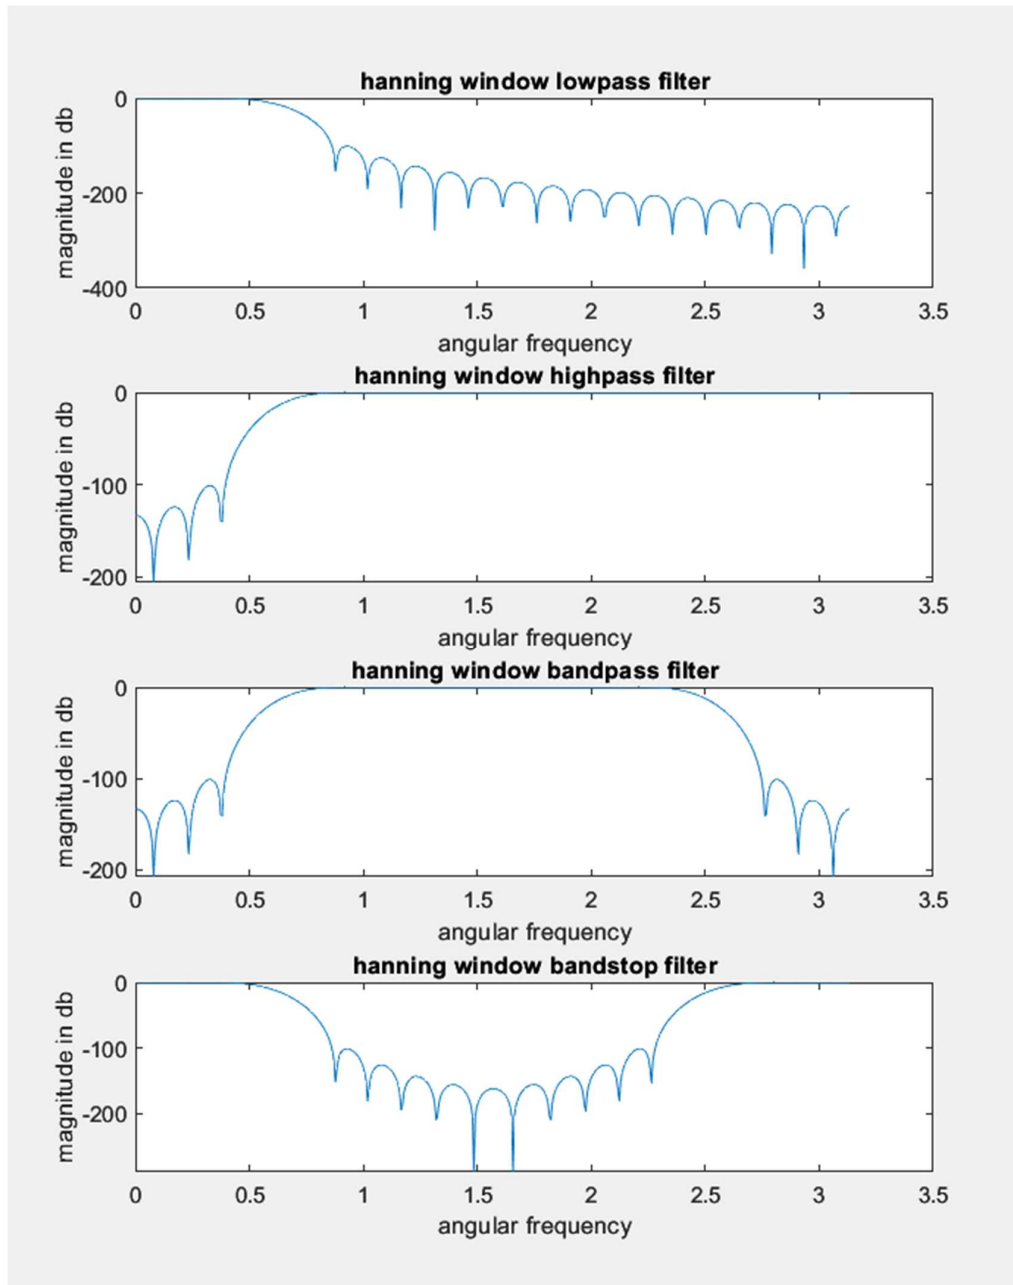 hanning window lowpass filter
0
-200
-400
magnitude in db
0 0.5 1 1.5 2 2.5 3 3.5
angular frequency
hanning window highpass filter
0
-100
-200
magnitude in db
0 0.5 1 1.5 2 2.5 3 3.5
angular frequency
hanning window bandpass filter
0
-100
-200
magnitude in db
0 0.5 1 1.5 2 2.5 3 3.5
angular frequency
hanning window bandstop filter
0
-100
-200
magnitude in db
0 0.5 1 1.5 2 2.5 3 3.5
angular frequency